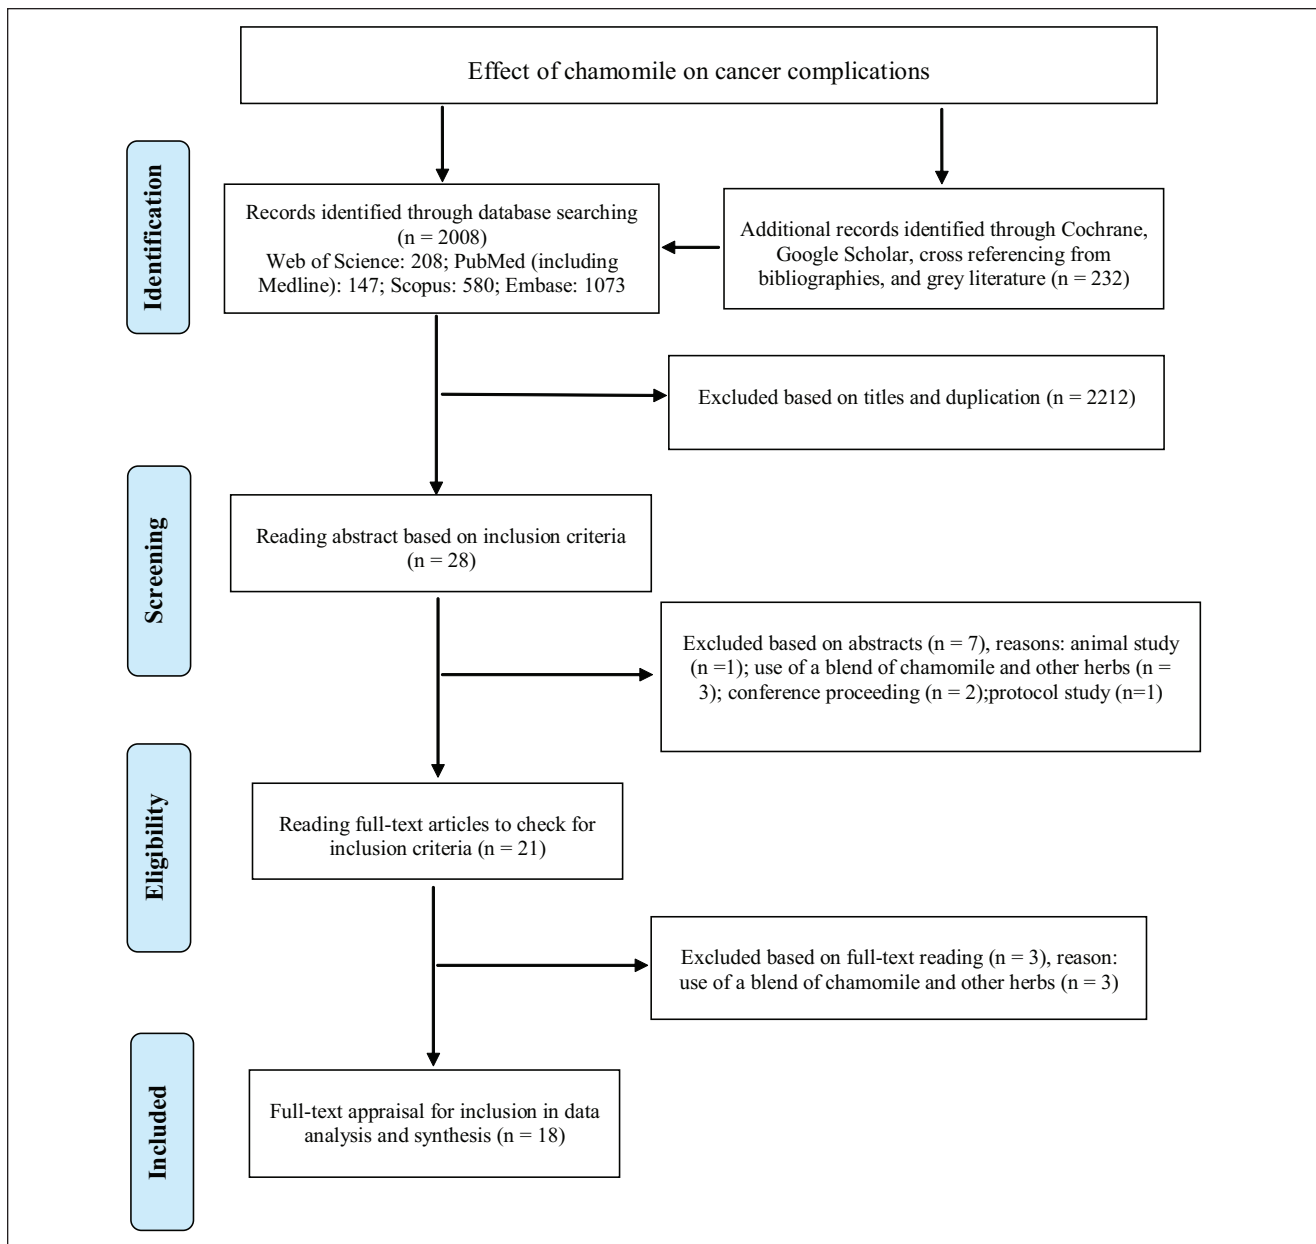 Effect of chamomile on cancer complications
Identification
Records identified through database searching
(n = 2008)
Web of Science: 208; PubMed (including
Medline): 147; Scopus: 580; Embase: 1073
Additional records identified through Cochrane,
Google Scholar, cross referencing from
bibliographies, and grey literature (n = 232)
Excluded based on titles and duplication (n = 2212)
Screening
Reading abstract based on inclusion criteria
(n = 28)
Excluded based on abstracts (n = 7), reasons: animal study
(n =1); use of a blend of chamomile and other herbs (n =
3); conference proceeding (n = 2);protocol study (n=1)
Eligibility
Reading full-text articles to check for
inclusion criteria (n = 21)
Excluded based on full-text reading (n = 3), reason:
use of a blend of chamomile and other herbs (n = 3)
Included
Full-text appraisal for inclusion in data
analysis and synthesis (n = 18)